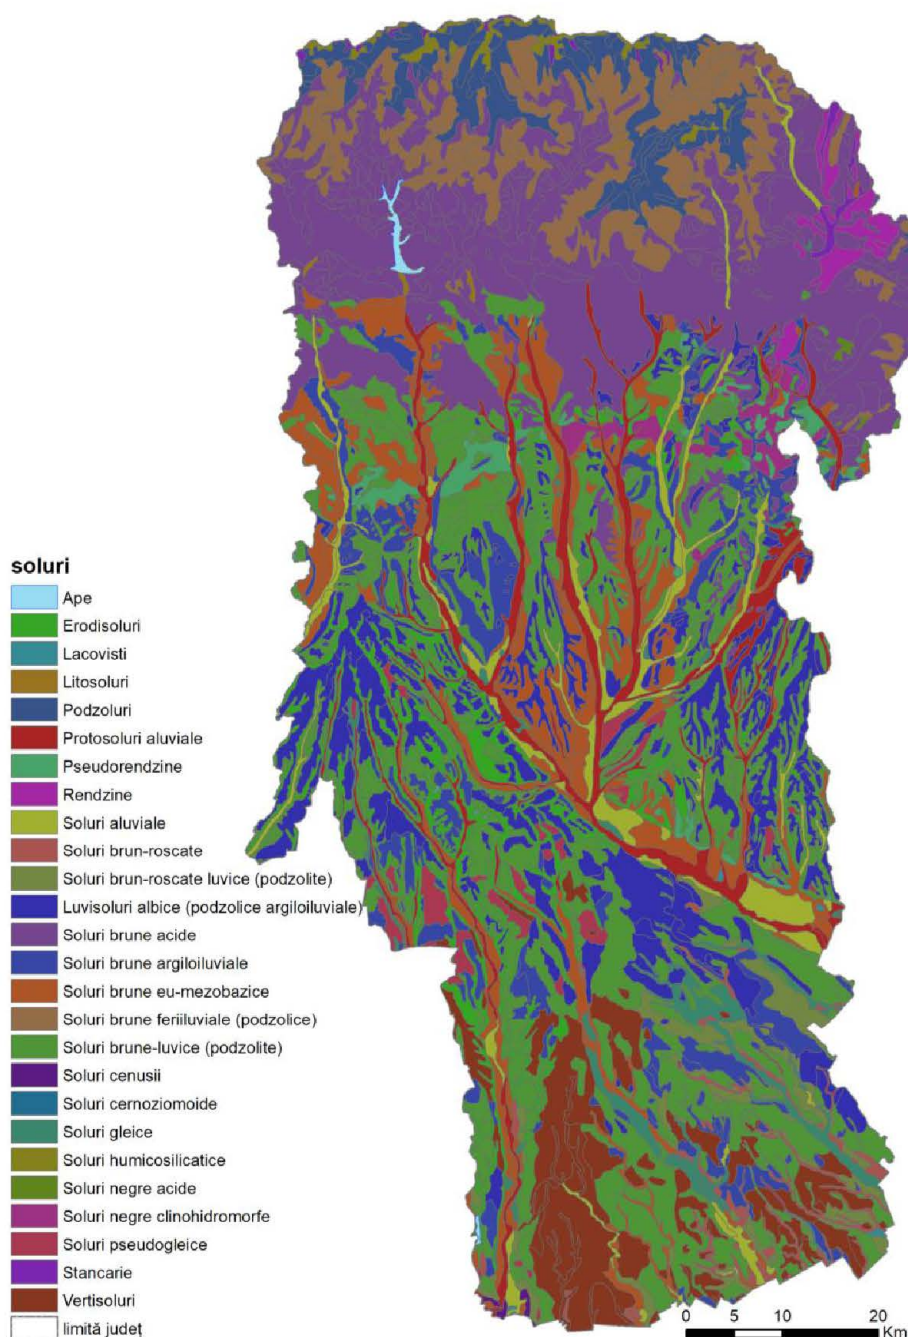 soluri
Ape
Erodisoluri
Lacovisti
Litosoluri
Podzoluri
Protosoluri aluviale
Pseudorendzine
Rendzine
Soluri aluviale
Soluri brun-roscate
Soluri brun-roscate luvice (podzolite)
Luvisoluri albice (podzolice argiloiluviale)
Soluri brune acide
Soluri brune argiloiluviale
Soluri brune eu-mezobazice
Soluri brune feriiluviale (podzolice)
Soluri brune-luvice (podzolite)
Soluri cenusii
Soluri cernoziomoide
Soluri gleice
Soluri humicosilicatice
Soluri negre acide
Soluri negre clinohidromorfe
Soluri pseudogleice
Stancarie
Vertisoluri
limită județ
0 5 10 20
Km